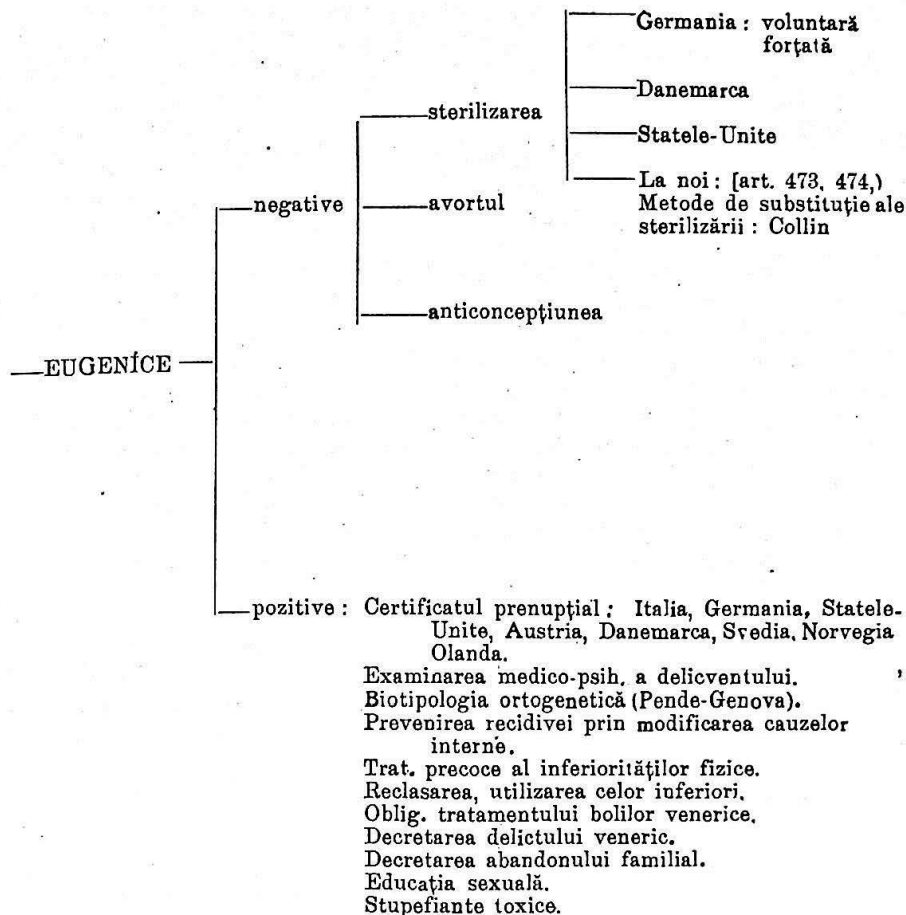 Germania : voluntară
forțată
Danemarca
sterilizarea
Statele-Unite
La noi : [art. 473, 474,)
negative
avortul
Metode de substituție ale
sterilizării : Collin
anticoncepțiunea
EUGENÍCE
pozitive : Certificatul prenupțial : Italia, Germania, Statele-
Unite, Austria, Danemarca, Svedia, Norvegia
Olanda.
Examinarea medico-psih. a delicventului.
Biotipologia ortogenetică (Pende-Genova).
Prevenirea recidivei prin modificarea cauzelor
interne.
Trat. precoce al inferiorităților fizice.
Reclasarea, utilizarea celor inferiori.
Oblig. tratamentului bolilor venerice.
Decretarea delictului veneric.
Decretarea abandonului familial.
Educația sexuală.
Stupefiante toxice.